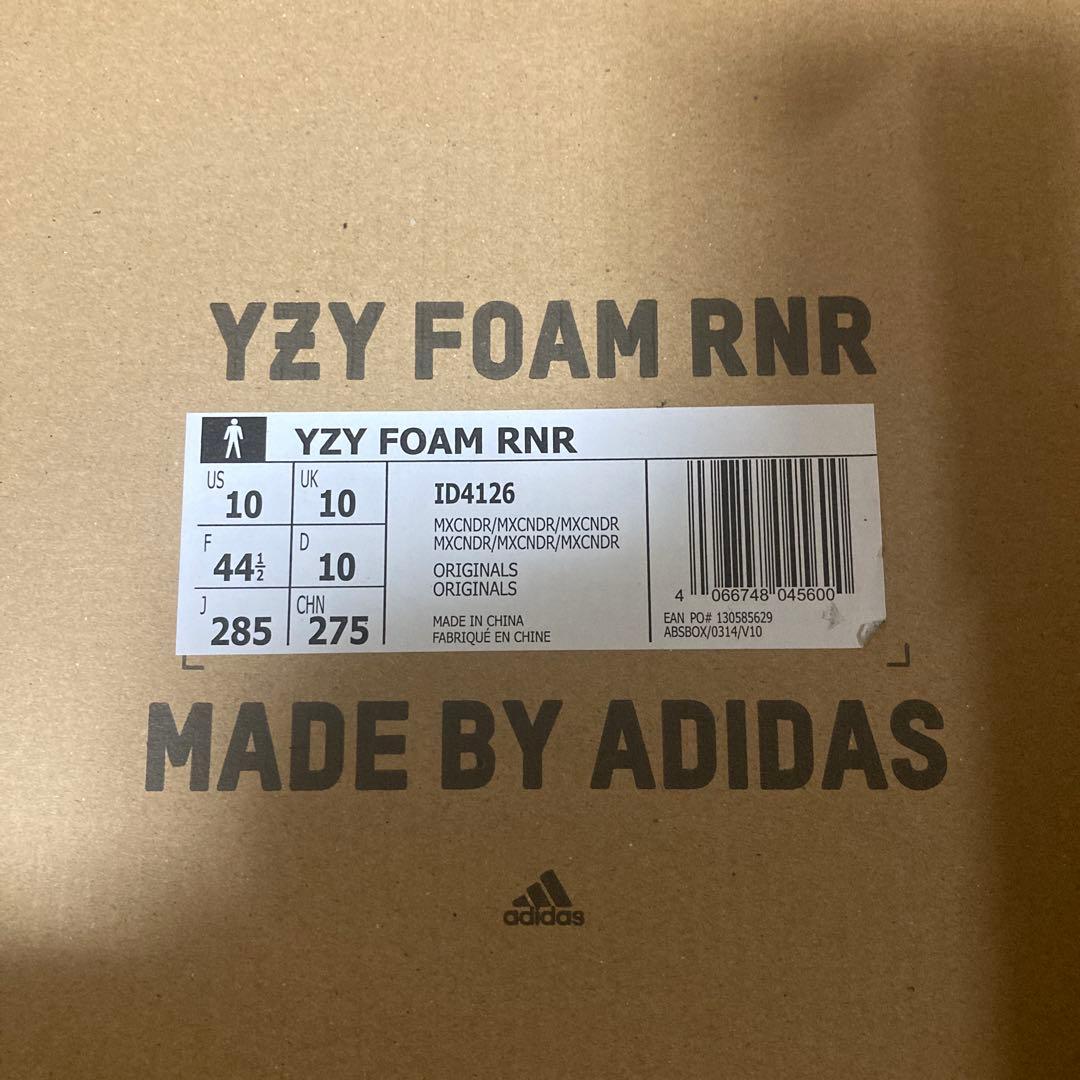 YZY FOAM RNR
YZY FOAM RNR
US 10 UK 10
F 44½ D 10
J 285 CHN 275
ID4126
MXCNDR/MXCNDR/MXCNDR
MXCNDR/MXCNDR/MXCNDR
ORIGINALS
ORIGINALS
MADE IN CHINA
FABRIQUÉ EN CHINE
4 066748 045600
EAN PO# 130585629
ABSBOX/0314/V10
MADE BY ADIDAS
adidas